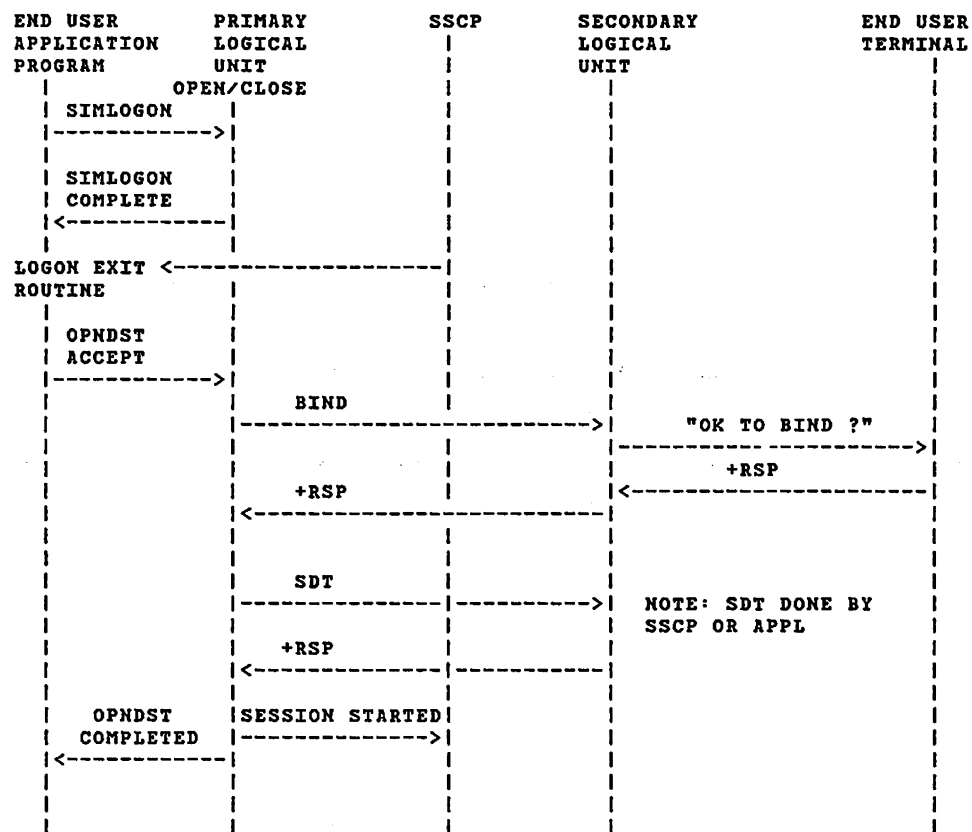 END USER PRIMARY SSCP SECONDARY END USER
APPLICATION LOGICAL LOGICAL TERMINAL
PROGRAM UNIT UNIT
OPEN/CLOSE
SIMLOGON
SIMLOGON
COMPLETE
LOGON EXIT
ROUTINE
OPNDST
ACCEPT
BIND
"OK TO BIND ?"
+RSP
+RSP
SDT
NOTE: SDT DONE BY
SSCP OR APPL
+RSP
OPNDST SESSION STARTED
COMPLETED